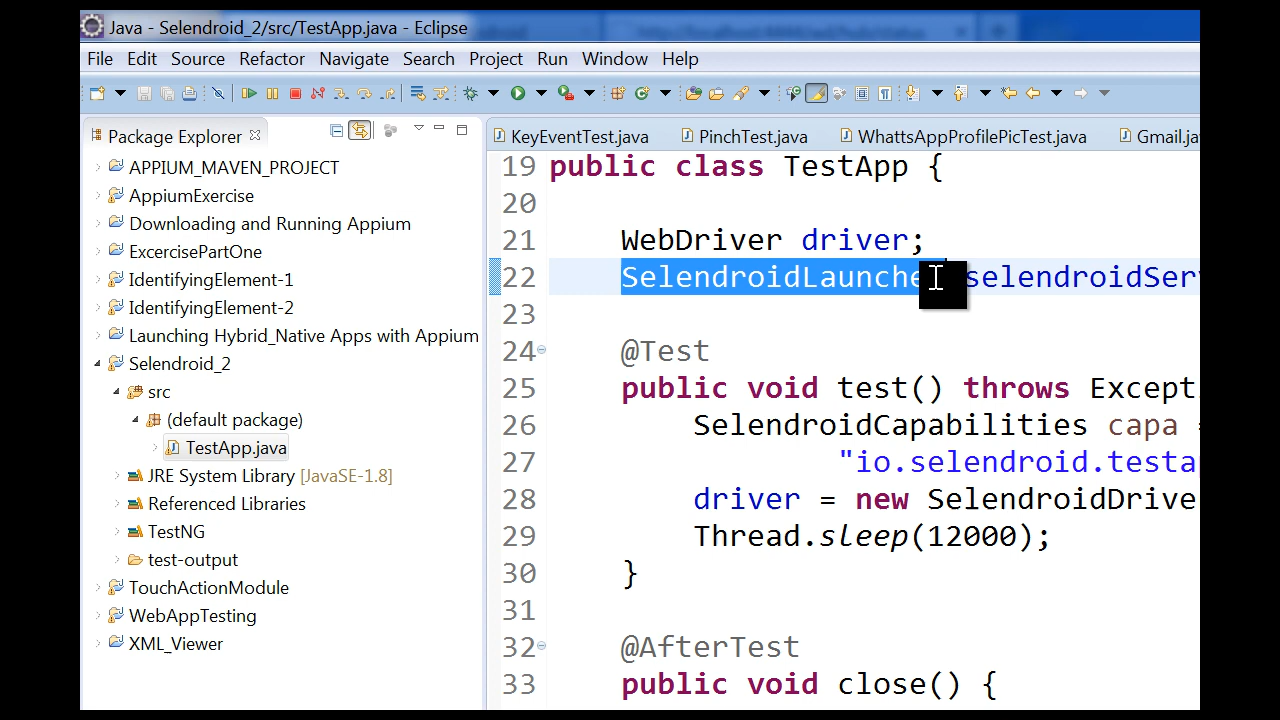 Java - Selendroid_2/src/TestApp.java - Eclipse
File Edit Source Refactor Navigate Search Project Run Window Help
Package Explorer
KeyEventTest.java PinchTest.java WhattsAppProfilePicTest.java Gmail.ja
APPIUM_MAVEN_PROJECT
AppiumExercise
Downloading and Running Appium
ExcercisePartOne
IdentifyingElement-1
IdentifyingElement-2
Launching Hybrid_Native Apps with Appium
Selendroid_2
src
(default package)
TestApp.java
JRE System Library [JavaSE-1.8]
Referenced Libraries
TestNG
test-output
TouchActionModule
WebAppTesting
XML_Viewer
19 public class TestApp {
20
21 WebDriver driver;
22 SelendroidLaunche selendroidSer
23
24 @Test
25 public void test() throws Excepti
26 SelendroidCapabilities capa =
27 "io.selendroid.testa
28 driver = new SelendroidDrive
29 Thread.sleep(12000);
30 }
31
32 @AfterTest
33 public void close() {